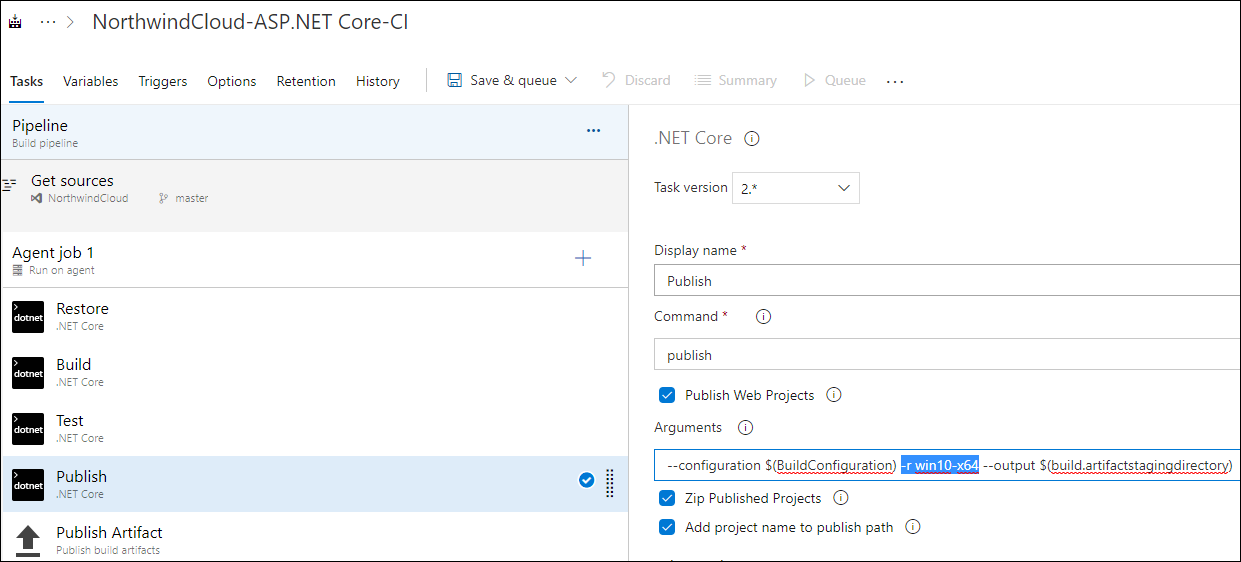 ··· > NorthwindCloud-ASP.NET Core-CI
Tasks Variables Triggers Options Retention History Save & queue Discard Summary Queue ···
Pipeline
Build pipeline
···
Get sources
NorthwindCloud master
Agent job 1
Run on agent
>
dotnet
Restore
.NET Core
>
dotnet
Build
.NET Core
>
dotnet
Test
.NET Core
>
dotnet
Publish
.NET Core
Publish Artifact
Publish build artifacts
.NET Core
Task version 2.*
Display name *
Publish
Command *
publish
Publish Web Projects
Arguments
--configuration $(BuildConfiguration) -r win10-x64 --output $(build.artifactstagingdirectory)
Zip Published Projects
Add project name to publish path